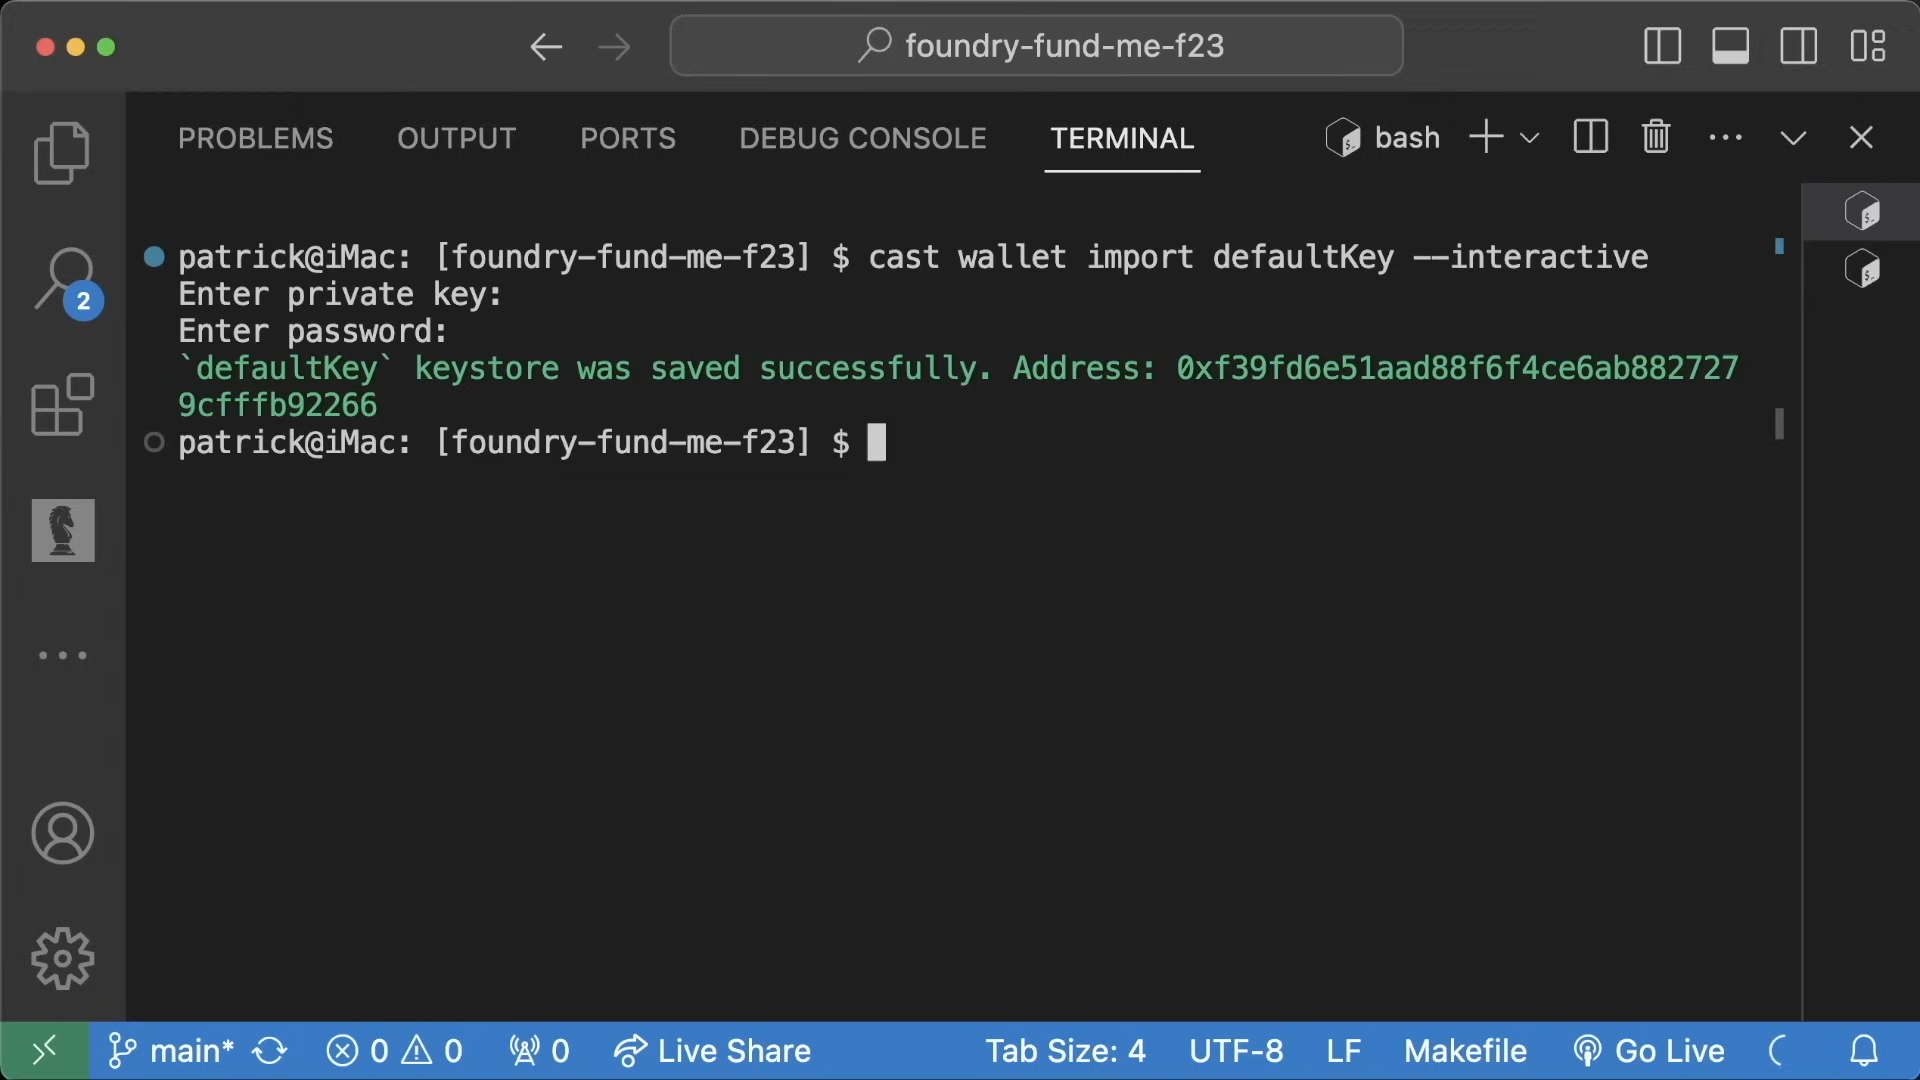 foundry-fund-me-f23
PROBLEMS OUTPUT PORTS DEBUG CONSOLE TERMINAL bash
patrick@iMac: [foundry-fund-me-f23] $ cast wallet import defaultKey --interactive
Enter private key:
Enter password:
`defaultKey` keystore was saved successfully. Address: 0xf39fd6e51aad88f6f4ce6ab882727
9cfffb92266
patrick@iMac: [foundry-fund-me-f23] $
2
main* 0 0 0 Live Share Tab Size: 4 UTF-8 LF Makefile Go Live